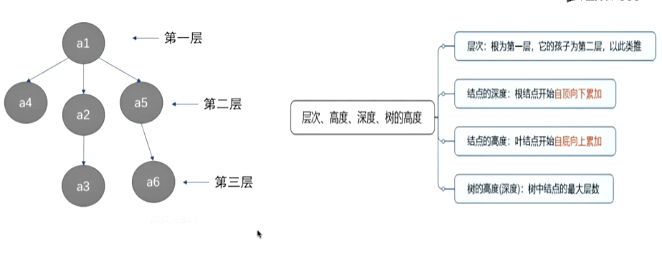 a1
第一层
a4
a2
a5
第二层
a3
a6
第三层
层次、高度、深度、树的高度
层次：根为第一层，它的孩子为第二层，以此类推
结点的深度：根结点开始自顶向下累加
结点的高度：叶结点开始自底向上累加
树的高度(深度)：树中结点的最大层数